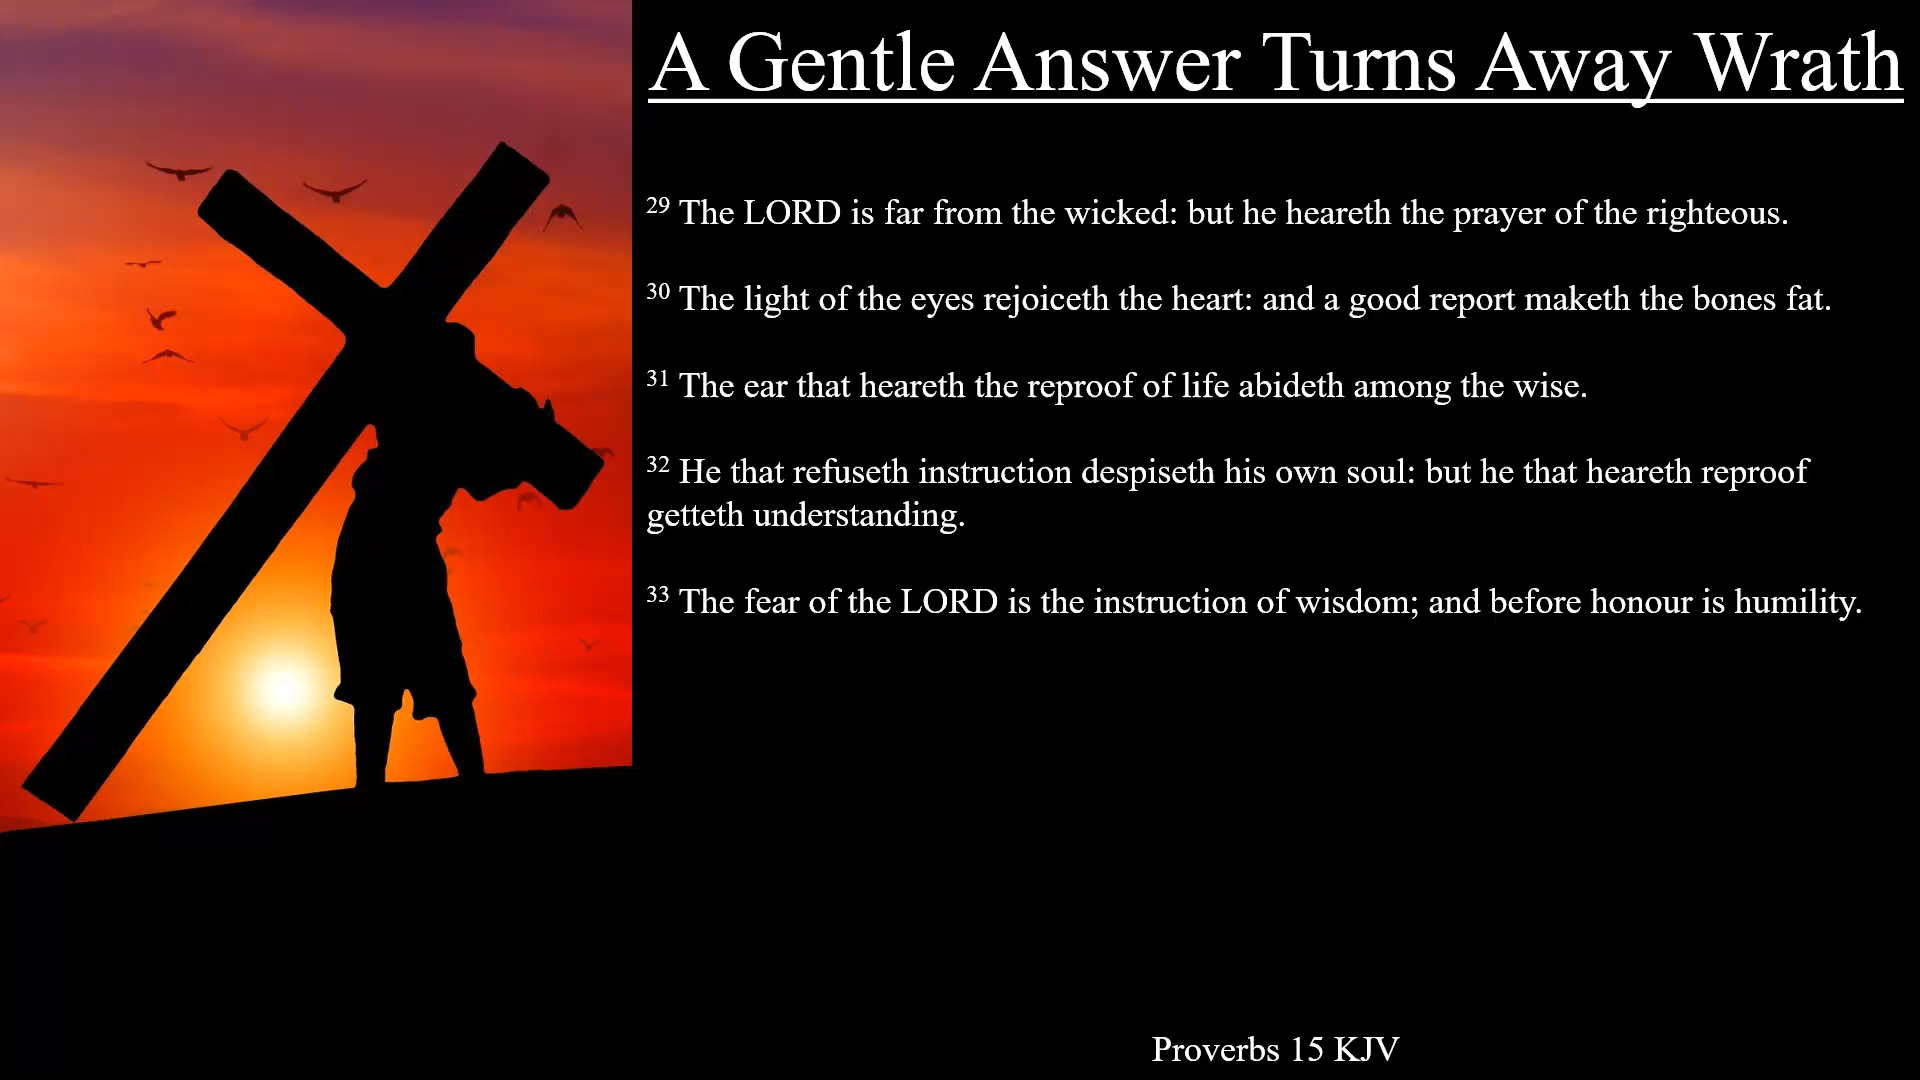 A Gentle Answer Turns Away Wrath
29 The LORD is far from the wicked: but he heareth the prayer of the righteous.
30 The light of the eyes rejoiceth the heart: and a good report maketh the bones fat.
31 The ear that heareth the reproof of life abideth among the wise.
32 He that refuseth instruction despiseth his own soul: but he that heareth reproof
getteth understanding.
33 The fear of the LORD is the instruction of wisdom; and before honour is humility.
Proverbs 15 KJV